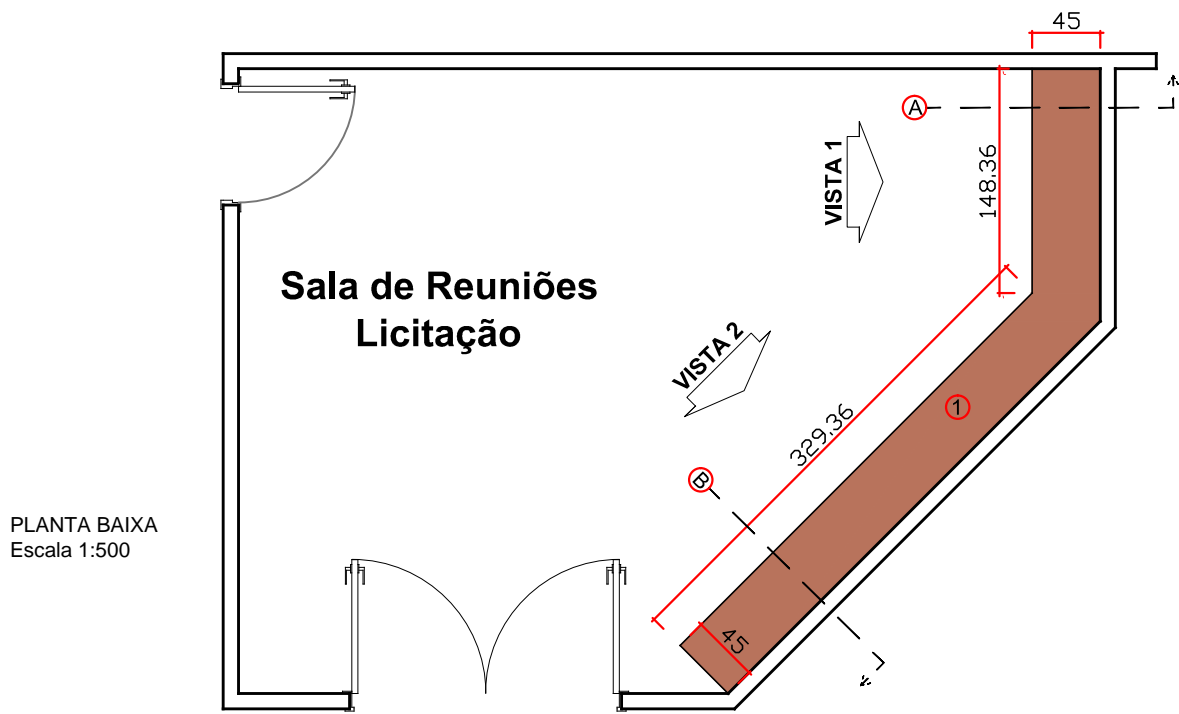 45
A
VISTA 1
148.36
Sala de Reuniões
Licitação
VISTA 2
1
329.36
B
PLANTA BAIXA
Escala 1:500
45